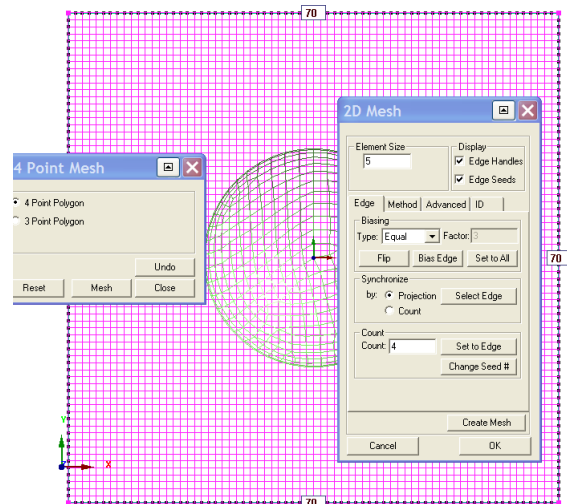 70
2D Mesh
Element Size
5
Display
Edge Handles
Edge Seeds
4 Point Mesh
4 Point Polygon
3 Point Polygon
Undo
Reset Mesh Close
Edge Method Advanced ID
Biasing
Type: Equal Factor: 3
Flip Bias Edge Set to All
70
Synchronize
by: Projection Select Edge
Count
Count
Count: 4 Set to Edge
Change Seed #
Create Mesh
Cancel OK
Y
X
70